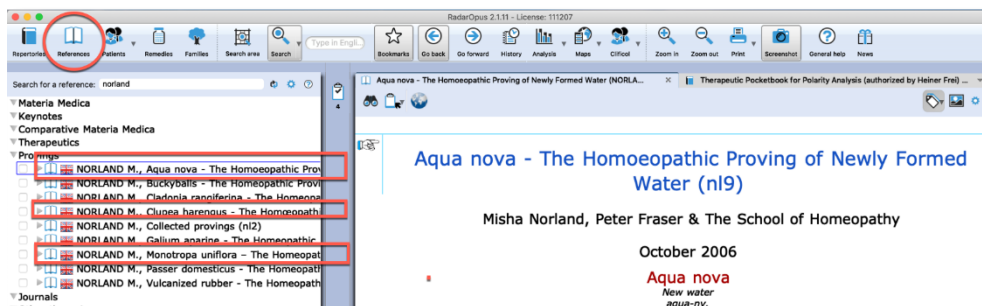 RadarOpus 2.1.11 - License: 111207
Repertories References Patients Remedies Families Search area Search Type in Engli... Bookmarks Go back Go forward History Analysis Maps Clificol Zoom in Zoom out Print Screenshot General help News
Search for a reference: norland
Aqua nova - The Homoeopathic Proving of Newly Formed Water (NORLA... ×
Therapeutic Pocketbook for Polarity Analysis (authorized by Heiner Frei) ...
4
Materia Medica
Keynotes
Comparative Materia Medica
Therapeutics
Provings
NORLAND M., Aqua nova - The Homoeopathic Prov
NORLAND M., Buckyballs - The Homeopathic Provi
NORLAND M., Cladonia rangiferina - The Homeopa
NORLAND M., Clupea harengus - The Homœopathi
NORLAND M., Collected provings (nl2)
NORLAND M., Galium aparine - The Homeopathic
NORLAND M., Monotropa uniflora – The Homeopat
NORLAND M., Passer domesticus - The Homeopath
NORLAND M., Vulcanized rubber - The Homeopath
Journals
Aqua nova - The Homoeopathic Proving of Newly Formed
Water (nl9)
Misha Norland, Peter Fraser & The School of Homeopathy
October 2006
Aqua nova
New water
aqua-nv.